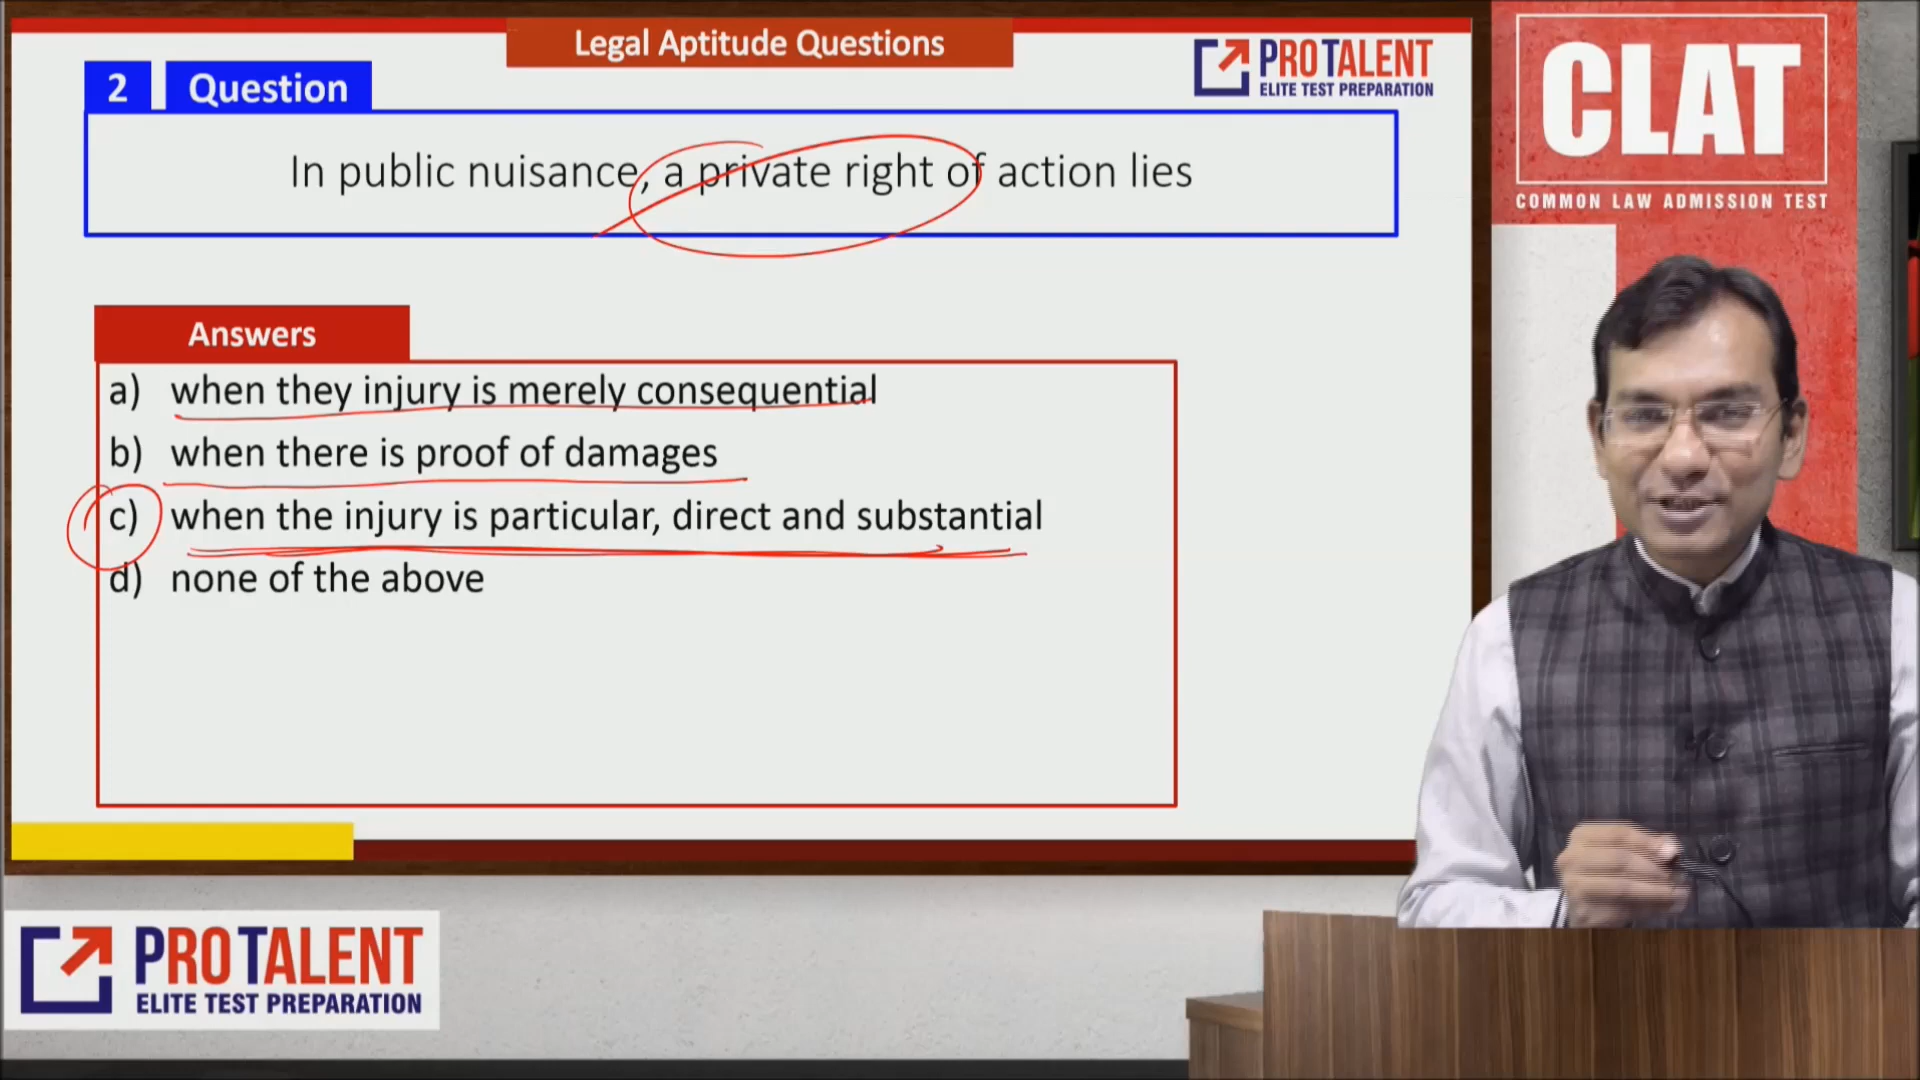 Legal Aptitude Questions
PROTALENT
ELITE TEST PREPARATION
2 Question
In public nuisance, a private right of action lies
Answers
a) when they injury is merely consequential
b) when there is proof of damages
c) when the injury is particular, direct and substantial
d) none of the above
CLAT
COMMON LAW ADMISSION TEST
PROTALENT
ELITE TEST PREPARATION